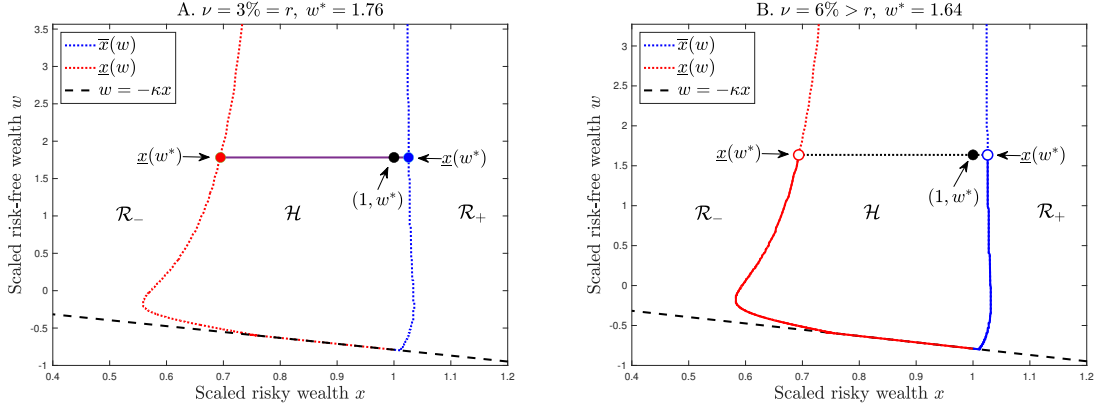 A. ν = 3% = r, w* = 1.76
x̅(w)
x̲(w)
w = −κx
3.5
3
2.5
2
1.5
1
0.5
0
-0.5
-1
Scaled risk-free wealth w
x̲(w*)
x̲(w*)
(1, w*)
ℛ₋
ℋ
ℛ₊
0.4 0.5 0.6 0.7 0.8 0.9 1 1.1 1.2
Scaled risky wealth x
B. ν = 6% > r, w* = 1.64
x̅(w)
x̲(w)
w = −κx
3
2.5
2
1.5
1
0.5
0
-0.5
-1
Scaled risk-free wealth w
x̲(w*)
x̲(w*)
(1, w*)
ℛ₋
ℋ
ℛ₊
0.4 0.5 0.6 0.7 0.8 0.9 1 1.1 1.2
Scaled risky wealth x